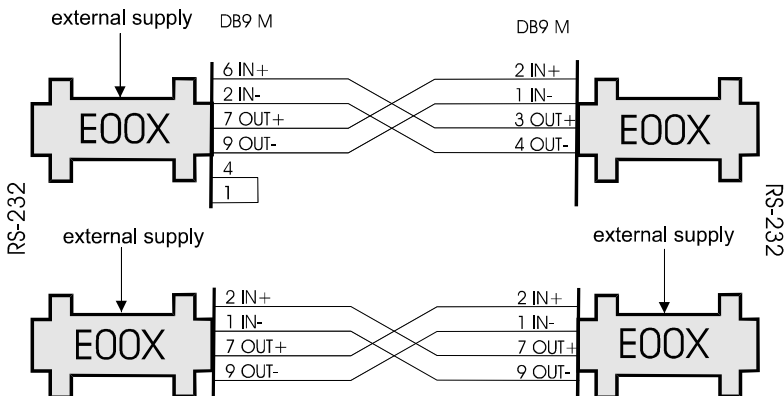 external supply
DB9 M
DB9 M
6 IN+
2 IN-
7 OUT+
9 OUT-
4
1
2 IN+
1 IN-
3 OUT+
4 OUT-
E00X
E00X
RS-232
RS-232
external supply
external supply
2 IN+
1 IN-
7 OUT+
9 OUT-
2 IN+
1 IN-
7 OUT+
9 OUT-
E00X
E00X